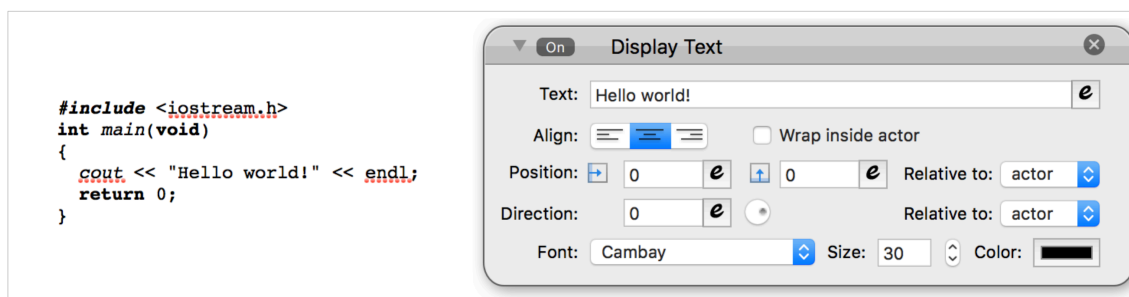 #include <iostream.h>
int main(void)
{
cout << "Hello world!" << endl;
return 0;
}
On Display Text
Text: Hello world! e
Align: Wrap inside actor
Position: 0 e 0 e Relative to: actor
Direction: 0 e Relative to: actor
Font: Cambay Size: 30 Color: